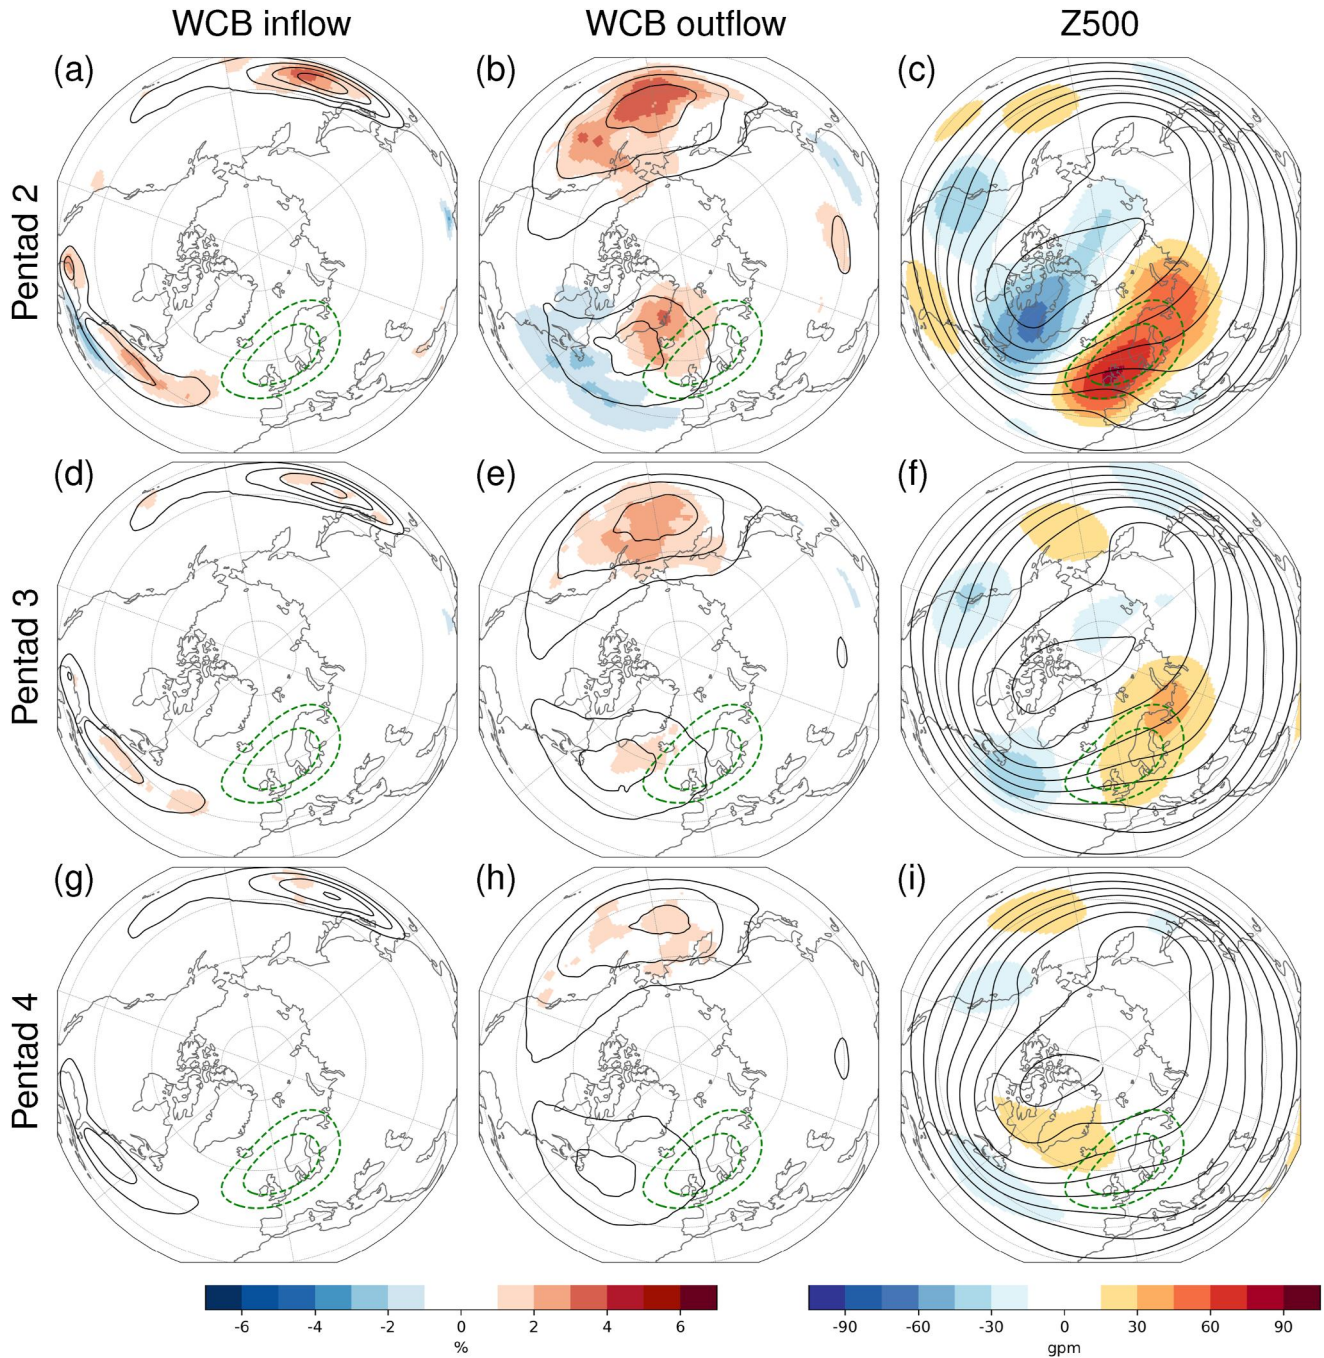 WCB inflow WCB outflow Z500
(a) (b) (c)
Pentad 2
(d) (e) (f)
Pentad 3
(g) (h) (i)
Pentad 4
-6 -4 -2 0 2 4 6
%
-90 -60 -30 0 30 60 90
gpm